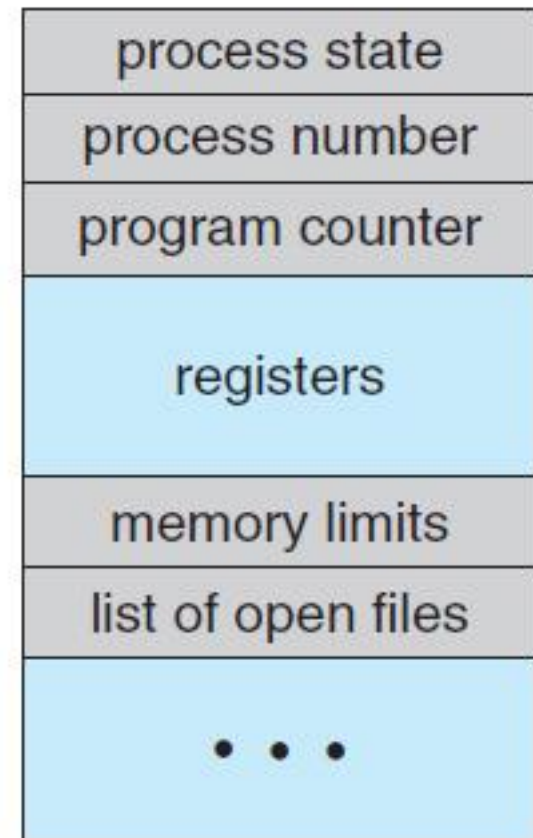 process state
process number
program counter
registers
memory limits
list of open files
• • •